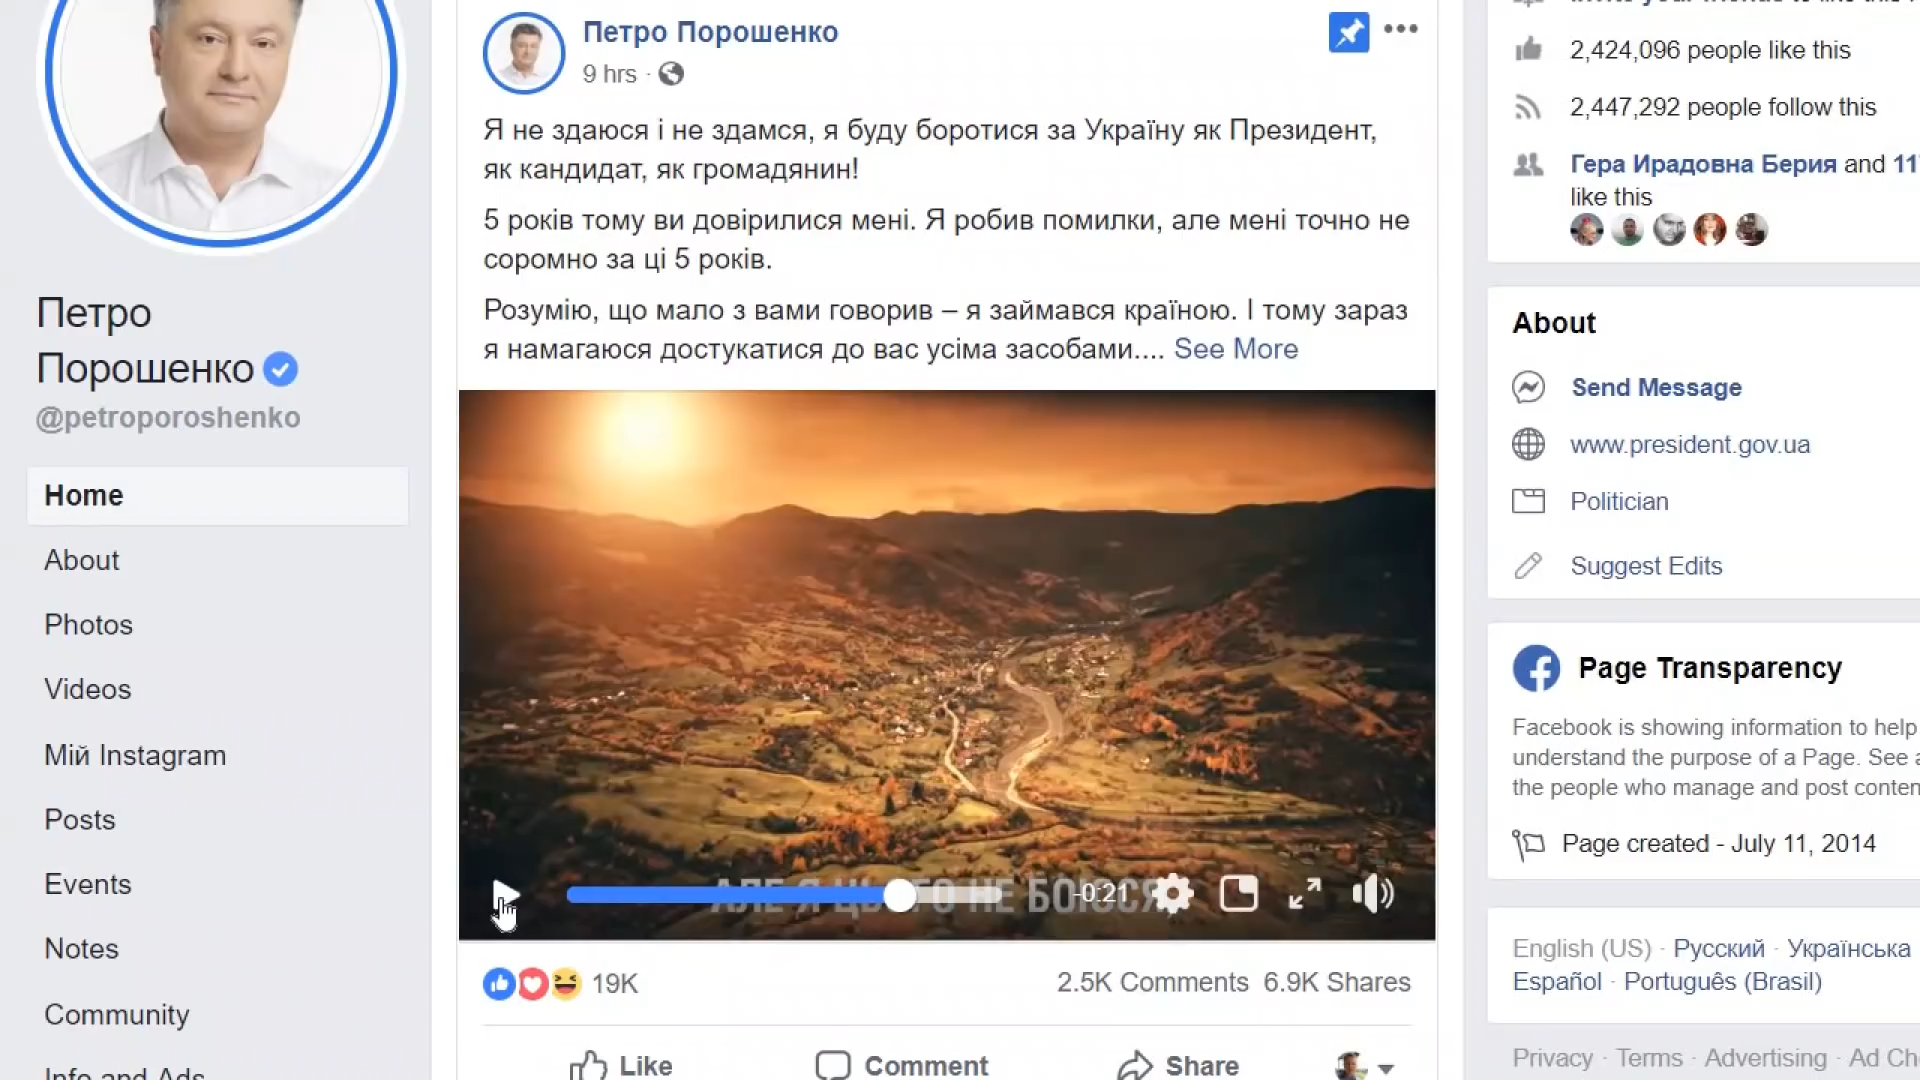 Петро
Порошенко
@petroporoshenko
Home
About
Photos
Videos
Мій Instagram
Posts
Events
Notes
Community
Info and Ads
Петро Порошенко
9 hrs ·
Я не здаюся і не здамся, я буду боротися за Україну як Президент,
як кандидат, як громадянин!
5 років тому ви довірилися мені. Я робив помилки, але мені точно не
соромно за ці 5 років.
Розумію, що мало з вами говорив – я займався країною. І тому зараз
я намагаюся достукатися до вас усіма засобами.... See More
АЛЕ Я ЦЬОГО НЕ БОЮСЯ
-0:21
19K
2.5K Comments 6.9K Shares
Like Comment Share
2,424,096 people like this
2,447,292 people follow this
Гера Ирадовна Берия and
like this
About
Send Message
www.president.gov.ua
Politician
Suggest Edits
Page Transparency
Facebook is showing information to help
understand the purpose of a Page. See
the people who manage and post
Page created - July 11, 2014
English (US) · Русский · Українська
Español · Português (Brasil)
Privacy · Terms · Advertising · Ad